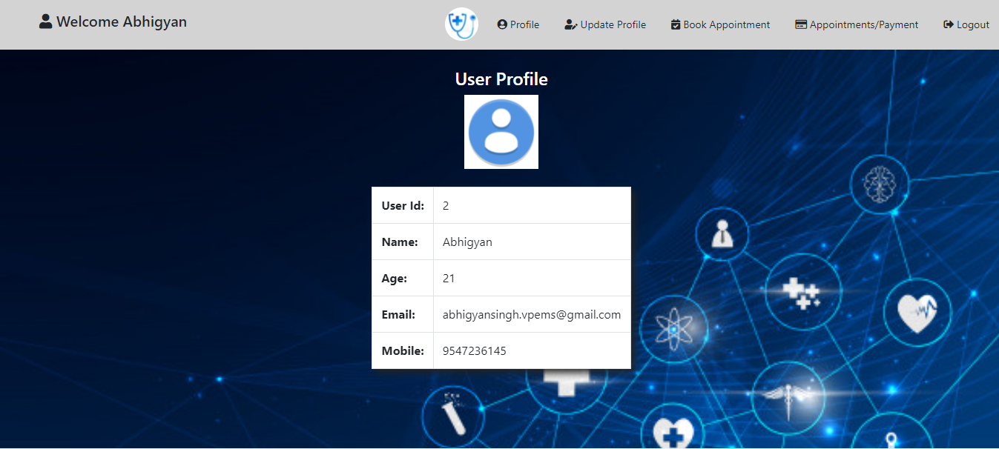 Welcome Abhigyan
Profile
Update Profile
Book Appointment
Appointments/Payment
Logout
User Profile
User Id: 2
Name: Abhigyan
Age: 21
Email: abhigyansingh.vpems@gmail.com
Mobile: 9547236145